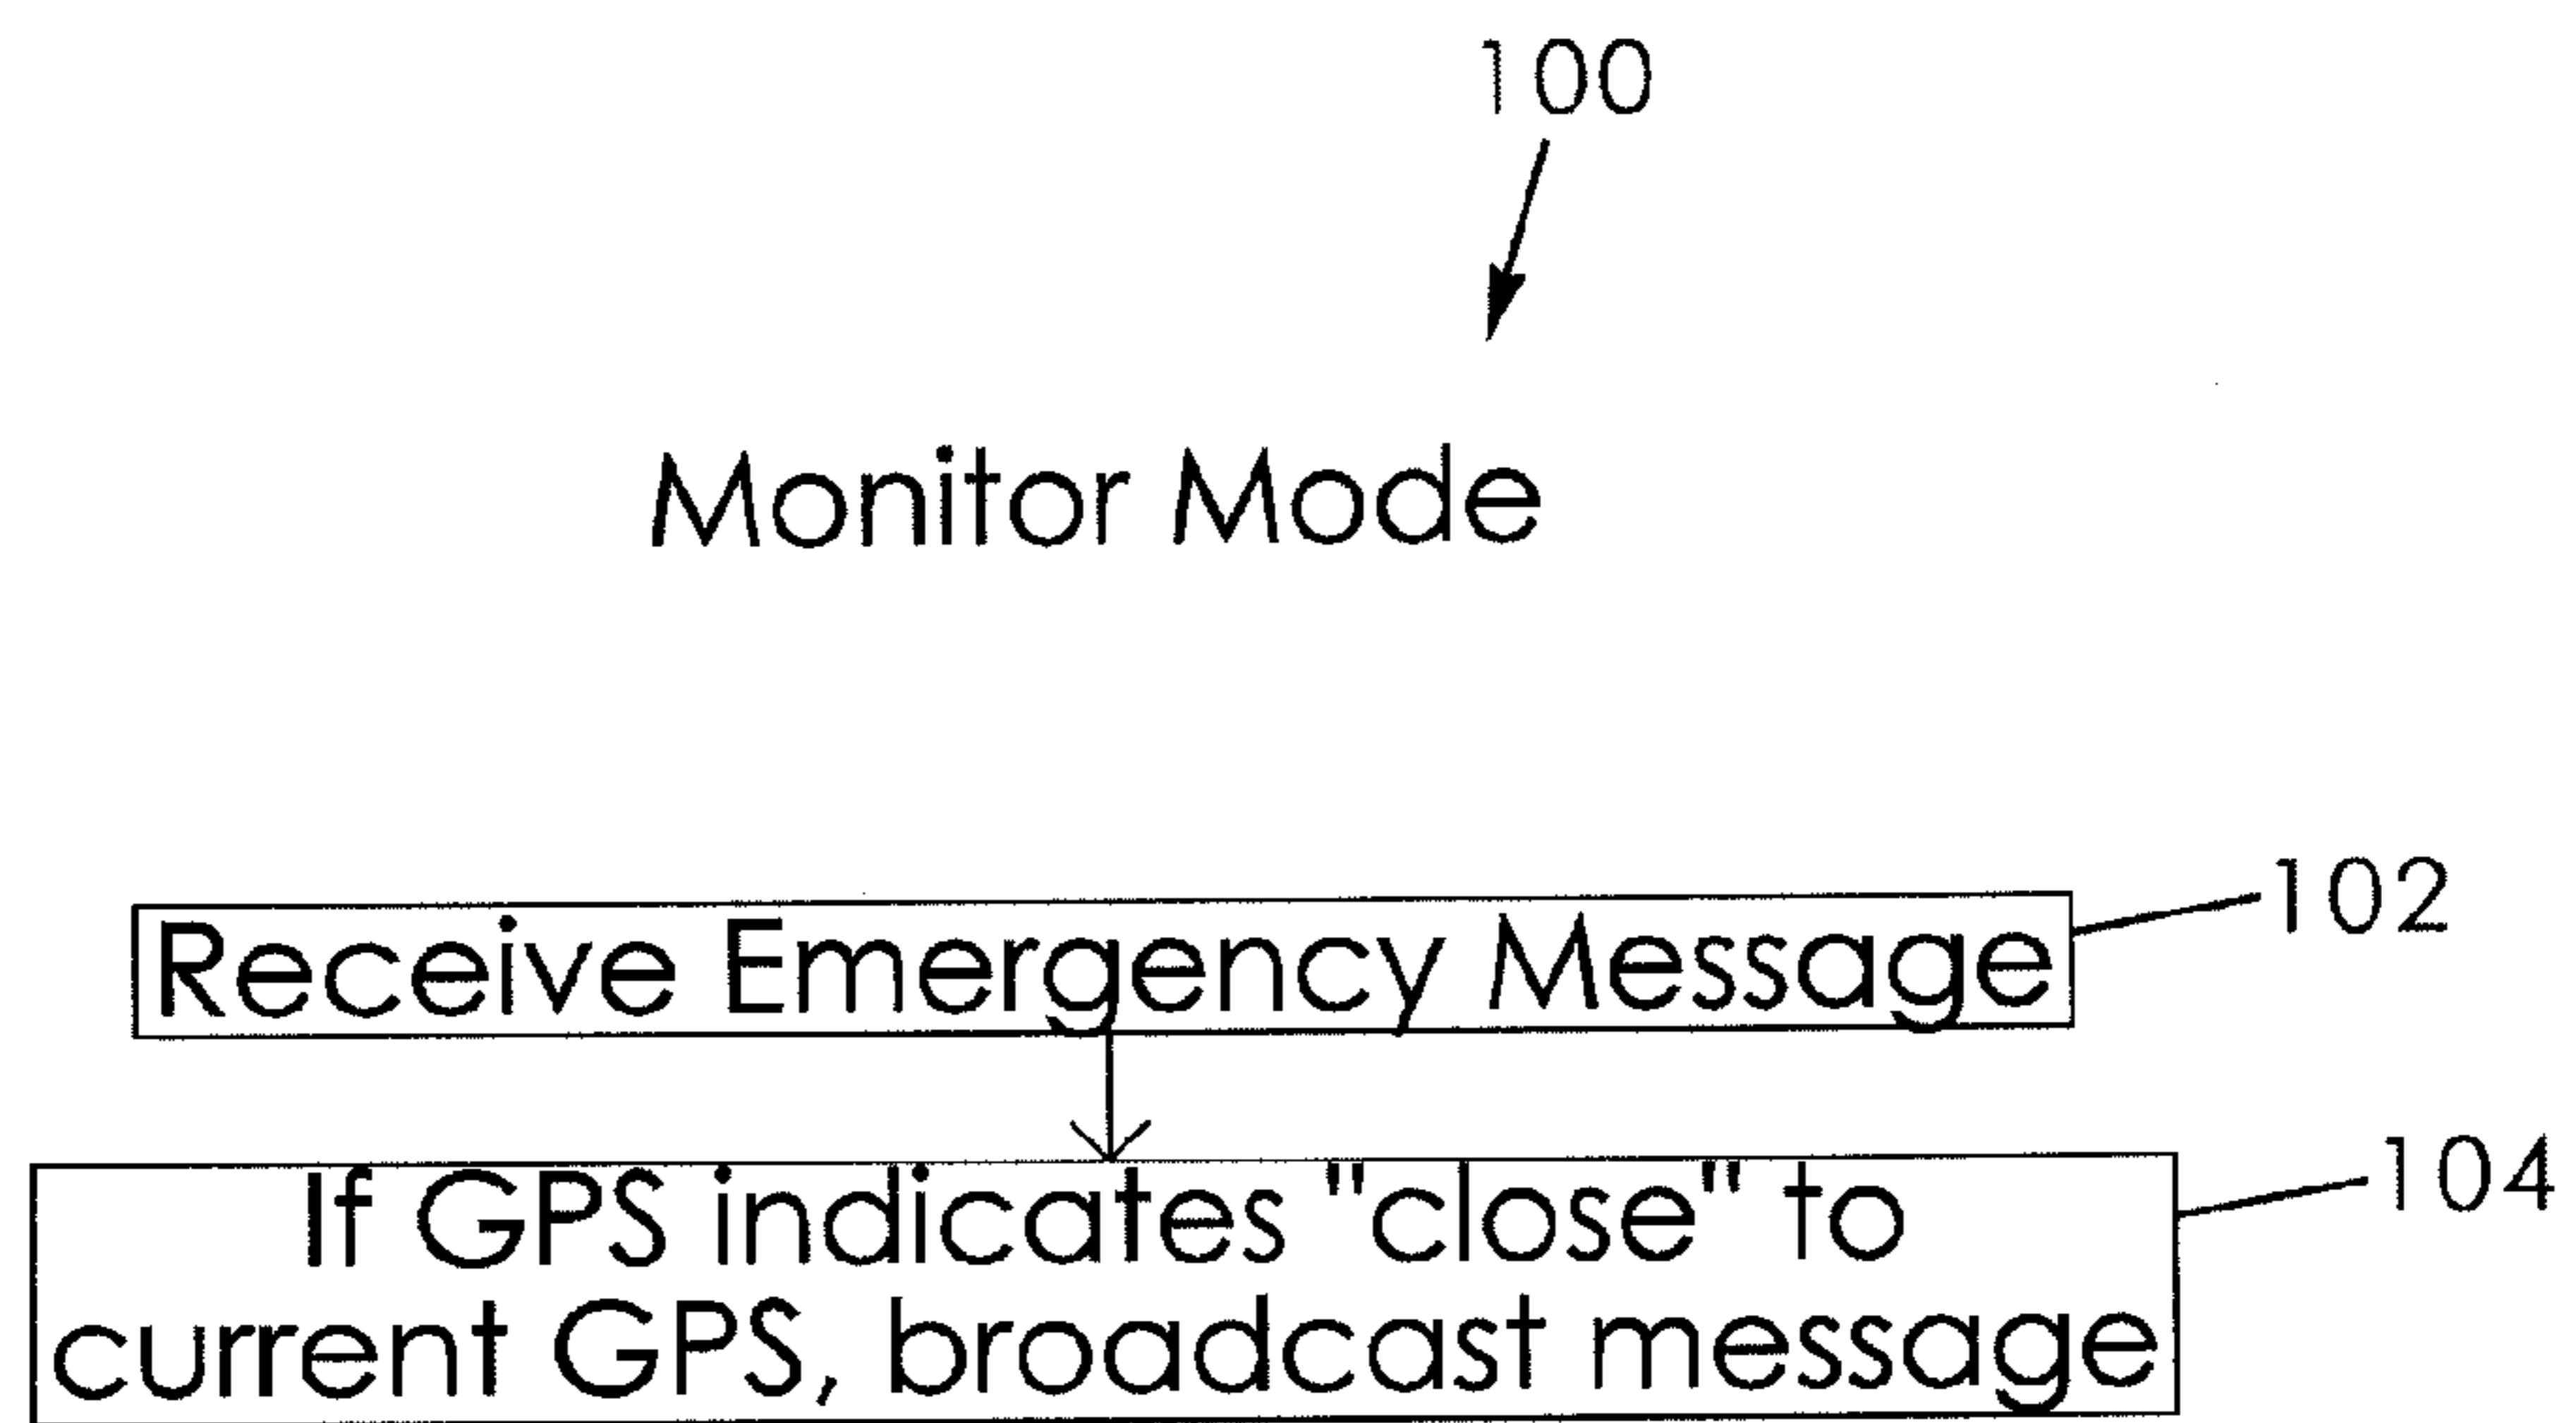 100
Monitor Mode
Receive Emergency Message
102
If GPS indicates "close" to
current GPS, broadcast message
104